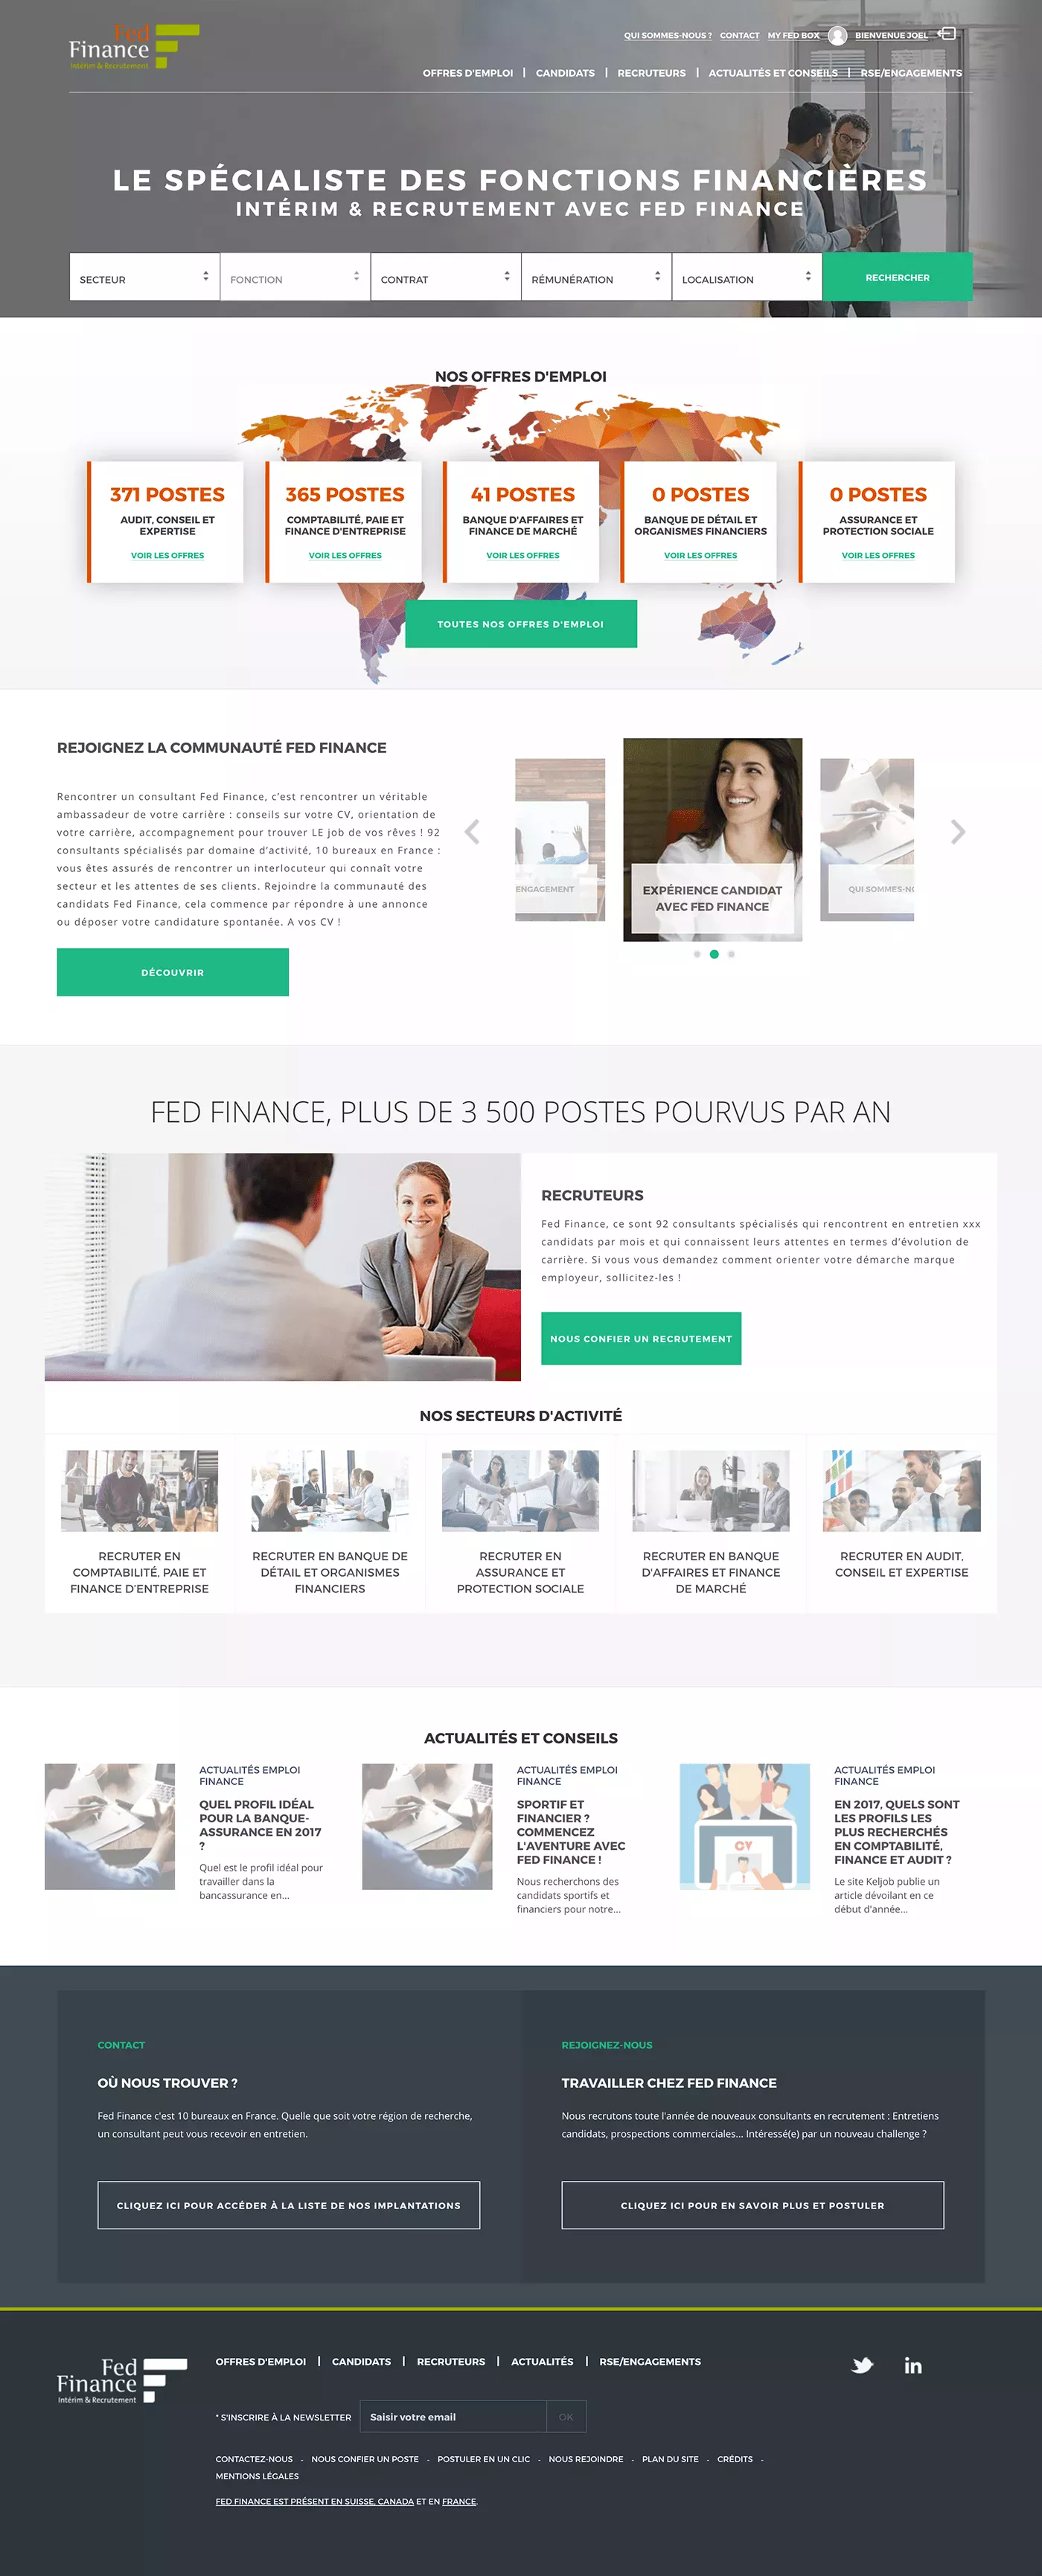 Fed
Finance
Intérim & Recrutement
QUI SOMMES-NOUS ? CONTACT MY FED BOX BIENVENUE JOEL
OFFRES D'EMPLOI | CANDIDATS | RECRUTEURS | ACTUALITÉS ET CONSEILS | RSE/ENGAGEMENTS
LE SPÉCIALISTE DES FONCTIONS FINANCIÈRES
INTÉRIM & RECRUTEMENT AVEC FED FINANCE
SECTEUR FONCTION CONTRAT RÉMUNÉRATION LOCALISATION RECHERCHER
NOS OFFRES D'EMPLOI
371 POSTES
AUDIT, CONSEIL ET
EXPERTISE
VOIR LES OFFRES
365 POSTES
COMPTABILITÉ, PAIE ET
FINANCE D'ENTREPRISE
VOIR LES OFFRES
41 POSTES
BANQUE D'AFFAIRES ET
FINANCE DE MARCHÉ
VOIR LES OFFRES
0 POSTES
BANQUE DE DÉTAIL ET
ORGANISMES FINANCIERS
VOIR LES OFFRES
0 POSTES
ASSURANCE ET
PROTECTION SOCIALE
VOIR LES OFFRES
TOUTES NOS OFFRES D'EMPLOI
REJOIGNEZ LA COMMUNAUTÉ FED FINANCE
Rencontrer un consultant Fed Finance, c'est rencontrer un véritable
ambassadeur de votre carrière : conseils sur votre CV, orientation de
votre carrière, accompagnement pour trouver LE job de vos rêves ! 92
consultants spécialisés par domaine d'activité, 10 bureaux en France :
vous êtes assurés de rencontrer un interlocuteur qui connaît votre
secteur et les attentes de ses clients. Rejoindre la communauté des
candidats Fed Finance, cela commence par répondre à une annonce
ou déposer votre candidature spontanée. A vos CV !
DÉCOUVRIR
ENGAGEMENT
EXPÉRIENCE CANDIDAT
AVEC FED FINANCE
QUI SOMMES-NO
FED FINANCE, PLUS DE 3 500 POSTES POURVUS PAR AN
RECRUTEURS
Fed Finance, ce sont 92 consultants spécialisés qui rencontrent en entretien xxx
candidats par mois et qui connaissent leurs attentes en termes d'évolution de
carrière. Si vous vous demandez comment orienter votre démarche marque
employeur, sollicitez-les !
NOUS CONFIER UN RECRUTEMENT
NOS SECTEURS D'ACTIVITÉ
RECRUTER EN
COMPTABILITÉ, PAIE ET
FINANCE D'ENTREPRISE
RECRUTER EN BANQUE DE
DÉTAIL ET ORGANISMES
FINANCIERS
RECRUTER EN
ASSURANCE ET
PROTECTION SOCIALE
RECRUTER EN BANQUE
D'AFFAIRES ET FINANCE
DE MARCHÉ
RECRUTER EN AUDIT,
CONSEIL ET EXPERTISE
ACTUALITÉS ET CONSEILS
ACTUALITÉS EMPLOI
FINANCE
QUEL PROFIL IDÉAL
POUR LA BANQUE-
ASSURANCE EN 2017
?
Quel est le profil idéal pour
travailler dans la
bancassurance en...
ACTUALITÉS EMPLOI
FINANCE
SPORTIF ET
FINANCIER ?
COMMENCEZ
L'AVENTURE AVEC
FED FINANCE !
Nous recherchons des
candidats sportifs et
financiers pour notre...
CV
ACTUALITÉS EMPLOI
FINANCE
EN 2017, QUELS SONT
LES PROFILS LES
PLUS RECHERCHÉS
EN COMPTABILITÉ,
FINANCE ET AUDIT ?
Le site Keljob publie un
article dévoilant en ce
début d'année...
CONTACT
OÙ NOUS TROUVER ?
Fed Finance c'est 10 bureaux en France. Quelle que soit votre région de recherche,
un consultant peut vous recevoir en entretien.
CLIQUEZ ICI POUR ACCÉDER À LA LISTE DE NOS IMPLANTATIONS
REJOIGNEZ-NOUS
TRAVAILLER CHEZ FED FINANCE
Nous recrutons toute l'année de nouveaux consultants en recrutement : Entretiens
candidats, prospections commerciales... Intéressé(e) par un nouveau challenge ?
CLIQUEZ ICI POUR EN SAVOIR PLUS ET POSTULER
Fed
Finance
Intérim & Recrutement
OFFRES D'EMPLOI | CANDIDATS | RECRUTEURS | ACTUALITÉS | RSE/ENGAGEMENTS
in
* S'INSCRIRE À LA NEWSLETTER Saisir votre email OK
CONTACTEZ-NOUS - NOUS CONFIER UN POSTE - POSTULER EN UN CLIC - NOUS REJOINDRE - PLAN DU SITE - CRÉDITS -
MENTIONS LÉGALES
FED FINANCE EST PRÉSENT EN SUISSE, CANADA ET EN FRANCE.